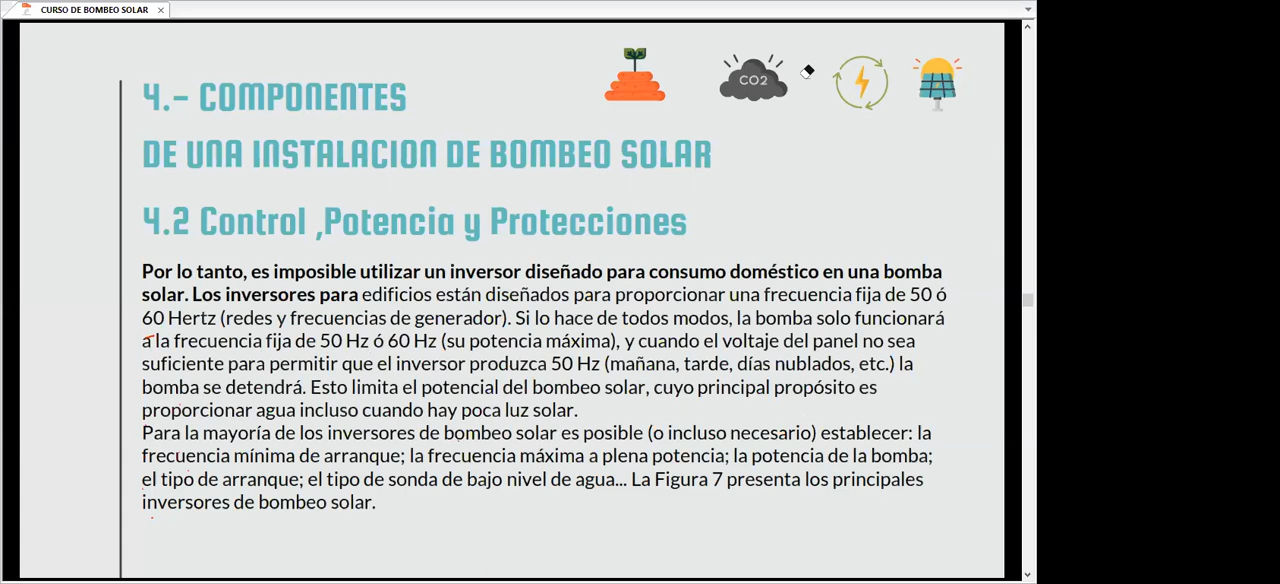 CURSO DE BOMBEO SOLAR
CO2
4.- COMPONENTES
DE UNA INSTALACION DE BOMBEO SOLAR
4.2 Control ,Potencia y Protecciones
Por lo tanto, es imposible utilizar un inversor diseñado para consumo doméstico en una bomba
solar. Los inversores para edificios están diseñados para proporcionar una frecuencia fija de 50 ó
60 Hertz (redes y frecuencias de generador). Si lo hace de todos modos, la bomba solo funcionará
a la frecuencia fija de 50 Hz ó 60 Hz (su potencia máxima), y cuando el voltaje del panel no sea
suficiente para permitir que el inversor produzca 50 Hz (mañana, tarde, días nublados, etc.) la
bomba se detendrá. Esto limita el potencial del bombeo solar, cuyo principal propósito es
proporcionar agua incluso cuando hay poca luz solar.
Para la mayoría de los inversores de bombeo solar es posible (o incluso necesario) establecer: la
frecuencia mínima de arranque; la frecuencia máxima a plena potencia; la potencia de la bomba;
el tipo de arranque; el tipo de sonda de bajo nivel de agua... La Figura 7 presenta los principales
inversores de bombeo solar.